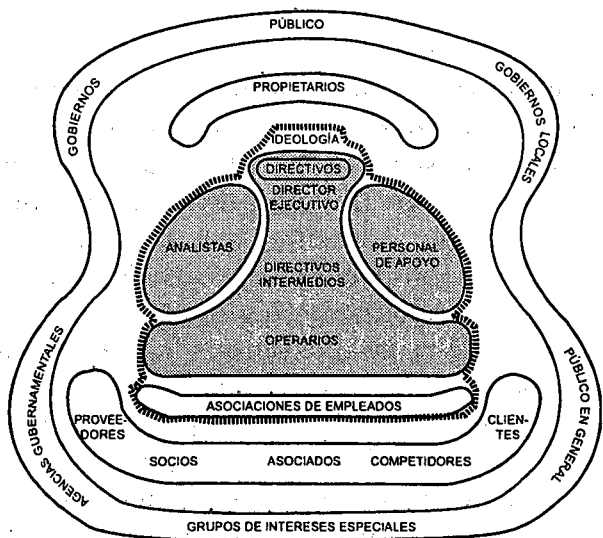 PÚBLICO
GOBIERNOS
GOBIERNOS LOCALES
PROPIETARIOS
IDEOLOGÍA
DIRECTIVOS
DIRECTOR
EJECUTIVO
ANALISTAS
PERSONAL
DE APOYO
DIRECTIVOS
INTERMEDIOS
OPERARIOS
ASOCIACIONES DE EMPLEADOS
PROVEE-
DORES
CLIEN-
TES
SOCIOS
ASOCIADOS
COMPETIDORES
AGENCIAS GUBERNAMENTALES
PÚBLICO EN GENERAL
GRUPOS DE INTERESES ESPECIALES